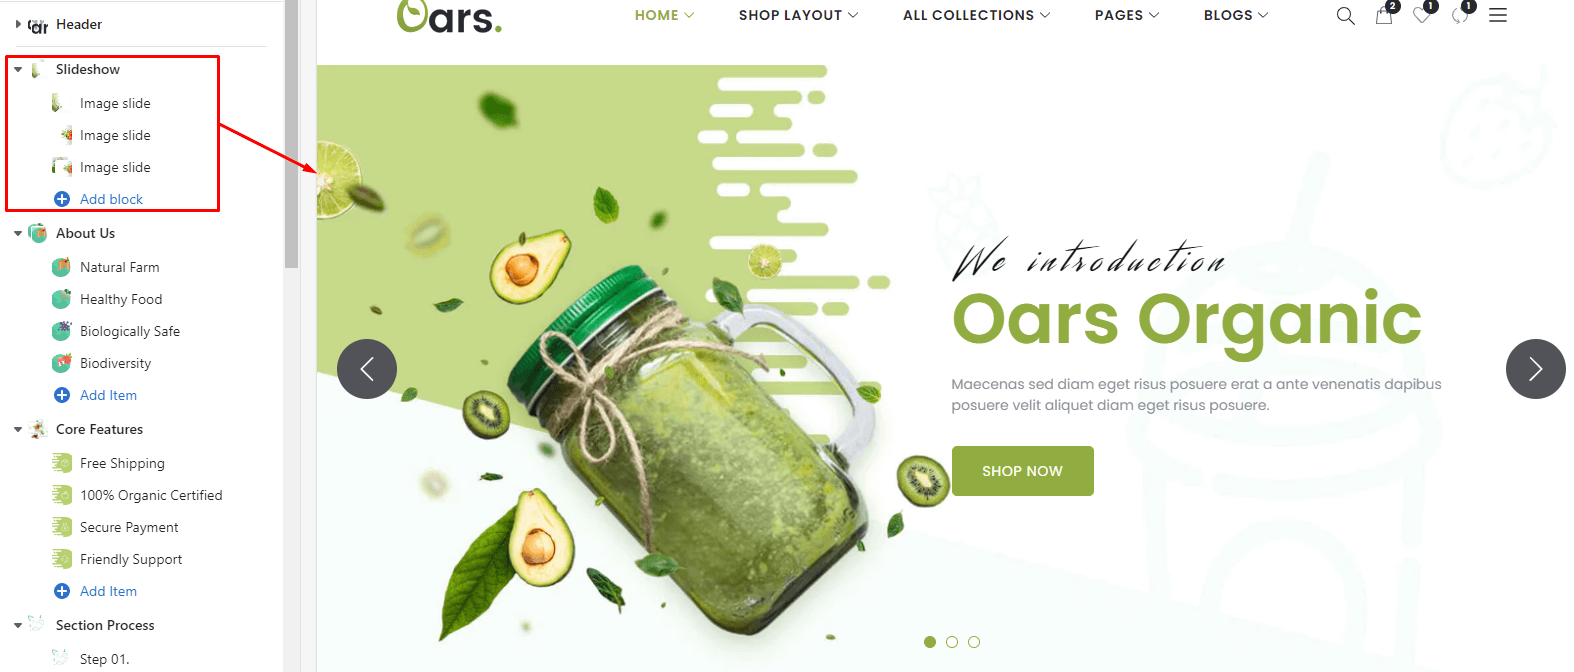 Header
Slideshow
Image slide
Image slide
Image slide
Add block
About Us
Natural Farm
Healthy Food
Biologically Safe
Biodiversity
Add Item
Core Features
Free Shipping
100% Organic Certified
Secure Payment
Friendly Support
Add Item
Section Process
Step 01.
Oars.
HOME SHOP LAYOUT ALL COLLECTIONS PAGES BLOGS 2 1 1
We introduction
Oars Organic
Maecenas sed diam eget risus posuere erat a ante venenatis dapibus
posuere velit aliquet diam eget risus posuere.
SHOP NOW